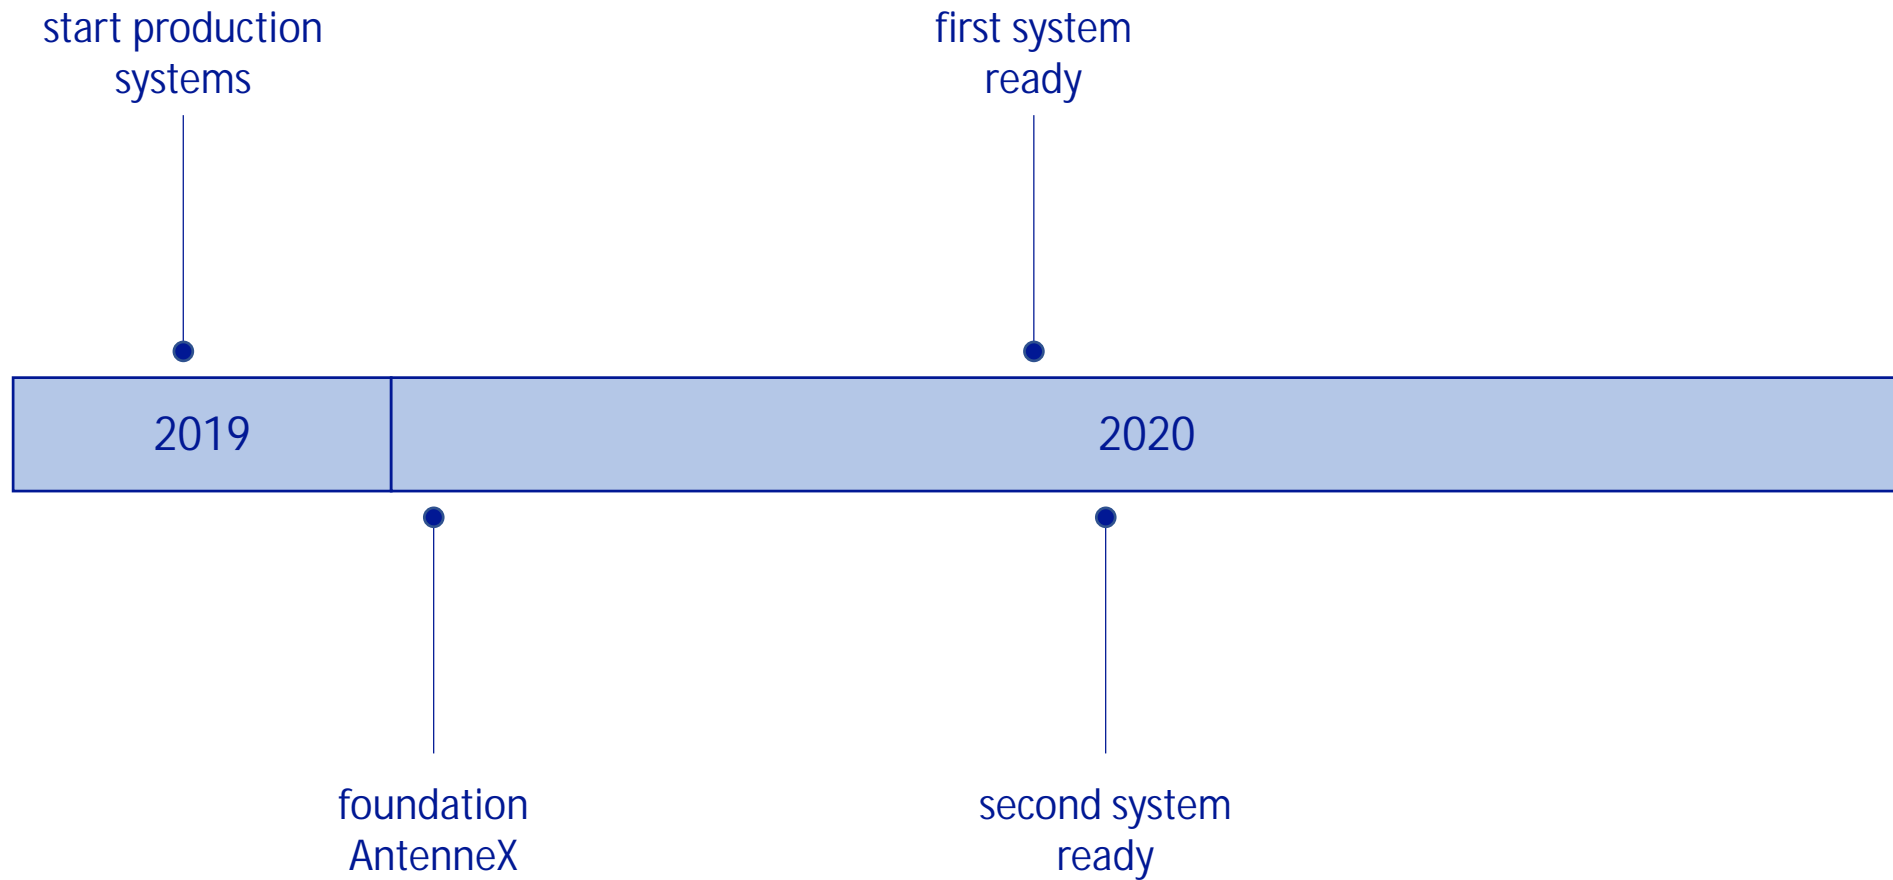 start production
systems
first system
ready
2019
2020
foundation
AntenneX
second system
ready